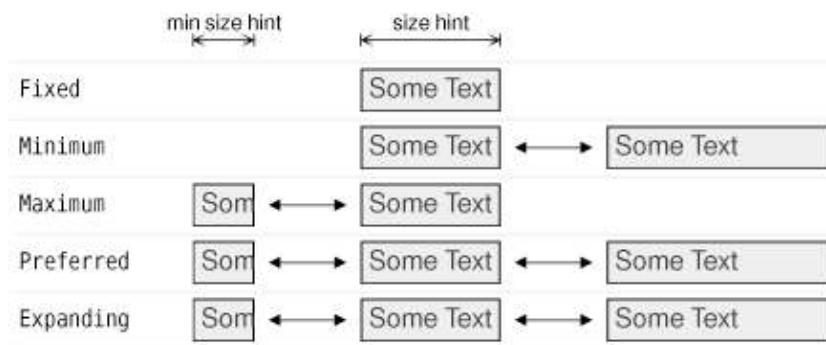 min size hint size hint
Fixed Some Text
Minimum Some Text Some Text
Maximum Som Some Text
Preferred Som Some Text Some Text
Expanding Som Some Text Some Text